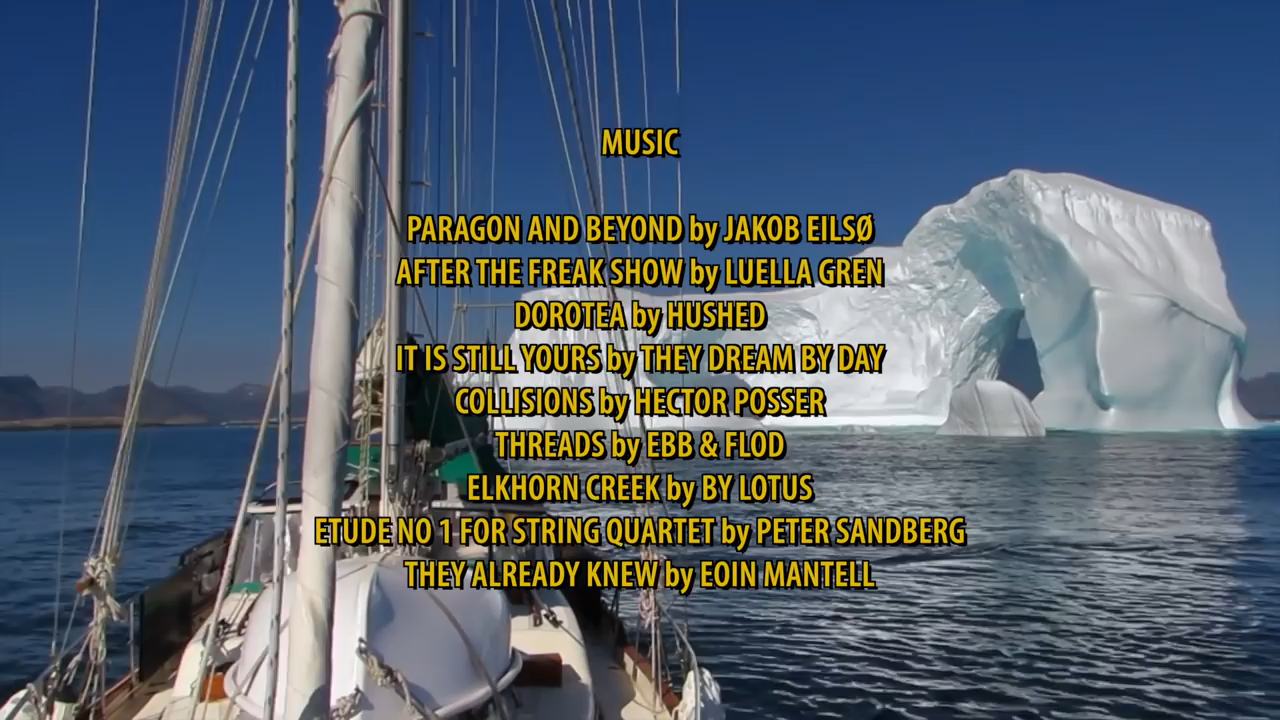 MUSIC
PARAGON AND BEYOND by JAKOB EILSØ
AFTER THE FREAK SHOW by LUELLA GREN
DOROTEA by HUSHED
IT IS STILL YOURS by THEY DREAM BY DAY
COLLISIONS by HECTOR POSSER
THREADS by EBB & FLOD
ELKHORN CREEK by BY LOTUS
ETUDE NO 1 FOR STRING QUARTET by PETER SANDBERG
THEY ALREADY KNEW by EOIN MANTELL